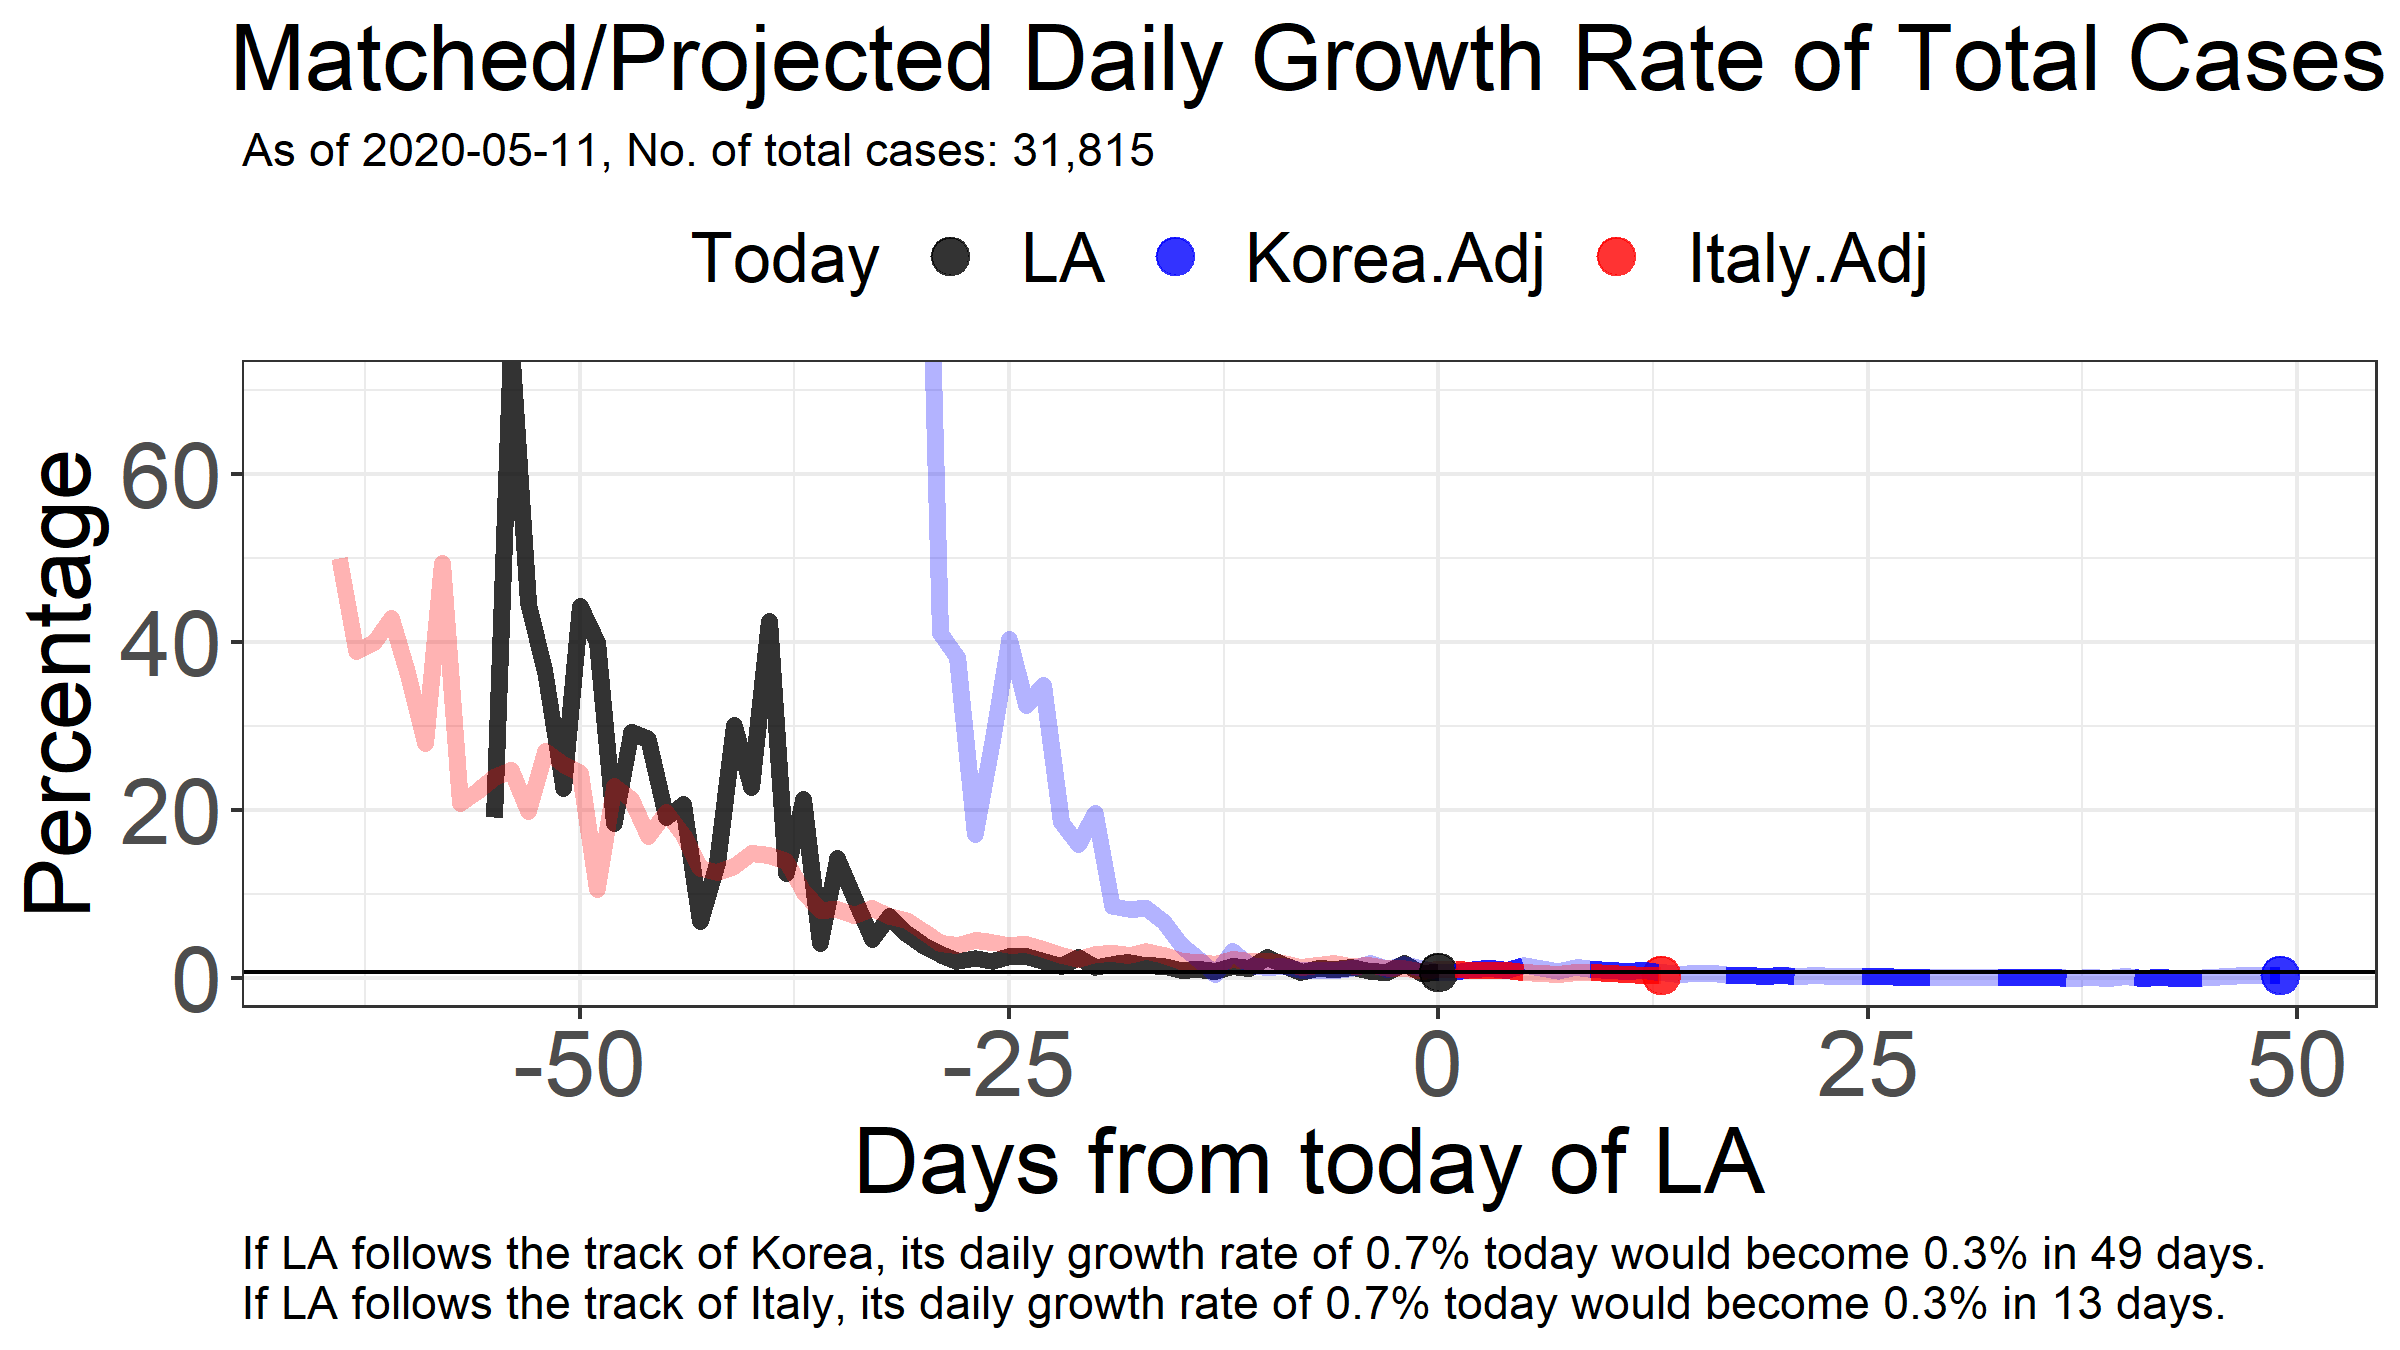 Matched/Projected Daily Growth Rate of Total Cases
As of 2020-05-11, No. of total cases: 31,815
Today LA Korea.Adj Italy.Adj
Percentage
60
40
20
0
-50 -25 0 25 50
Days from today of LA
If LA follows the track of Korea, its daily growth rate of 0.7% today would become 0.3% in 49 days.
If LA follows the track of Italy, its daily growth rate of 0.7% today would become 0.3% in 13 days.